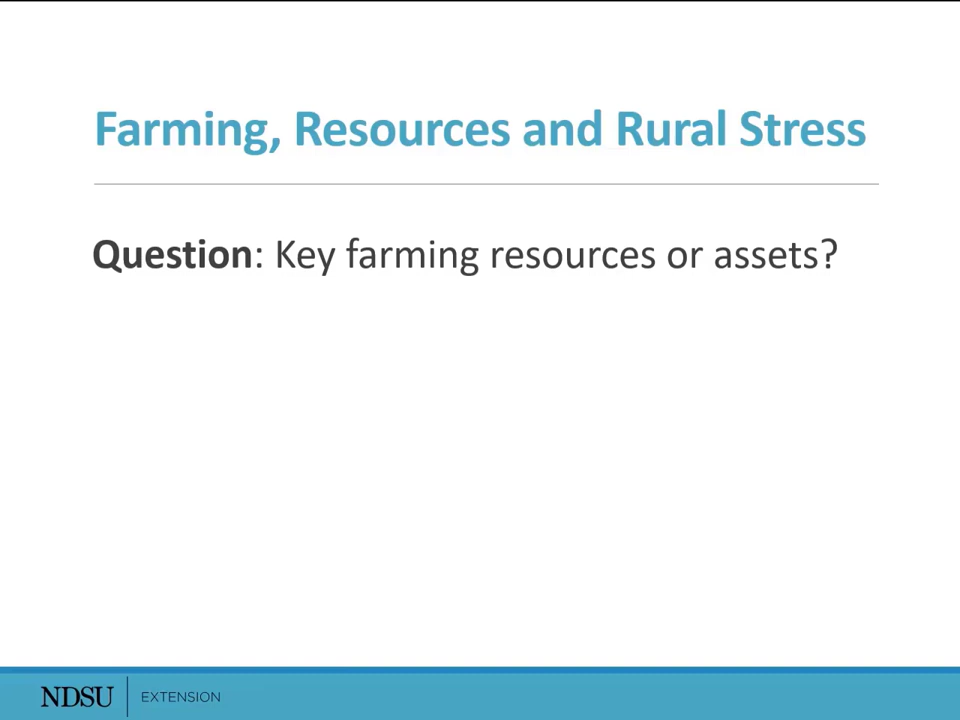 Farming, Resources and Rural Stress
Question: Key farming resources or assets?
NDSU EXTENSION